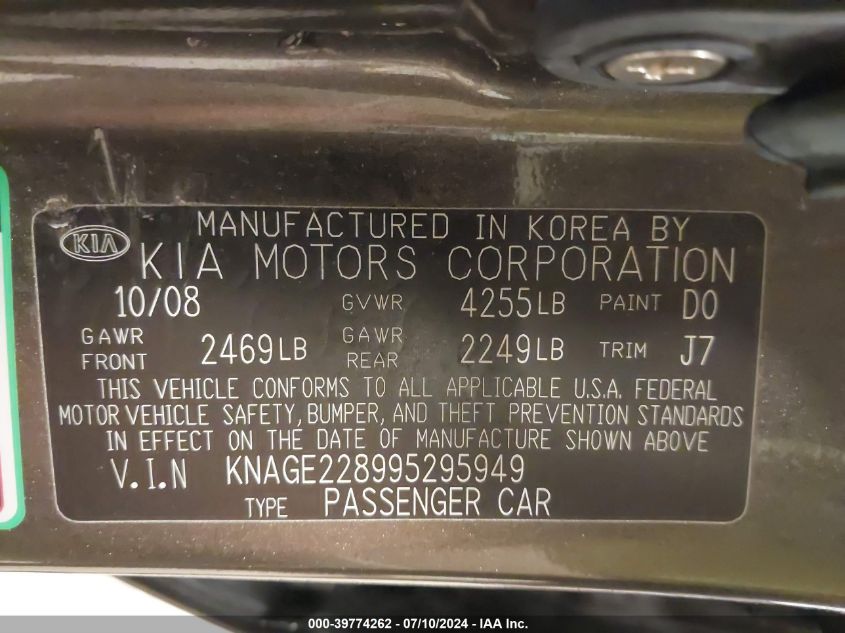 MANUFACTURED IN KOREA BY
KIA KIA MOTORS CORPORATION
10/08 GVWR 4255LB PAINT D0
GAWR FRONT 2469LB GAWR REAR 2249LB TRIM J7
THIS VEHICLE CONFORMS TO ALL APPLICABLE U.S.A. FEDERAL
MOTOR VEHICLE SAFETY, BUMPER, AND THEFT PREVENTION STANDARDS
IN EFFECT ON THE DATE OF MANUFACTURE SHOWN ABOVE
V.I.N KNAGE228995295949
TYPE PASSENGER CAR
000-39774262 / 07/10/2024 - IAA Inc.